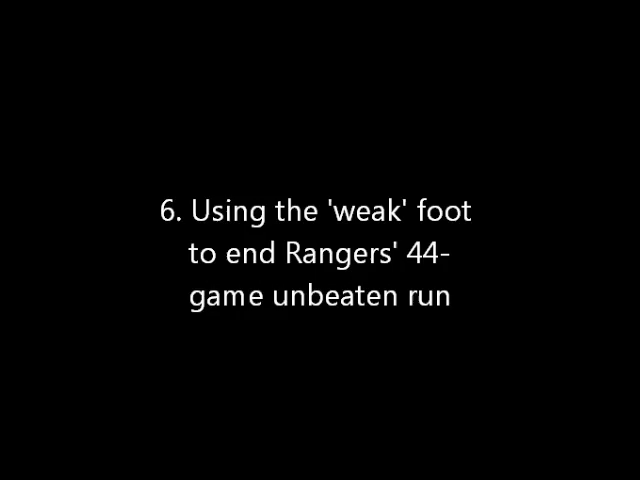 6. Using the 'weak' foot
to end Rangers' 44-
game unbeaten run